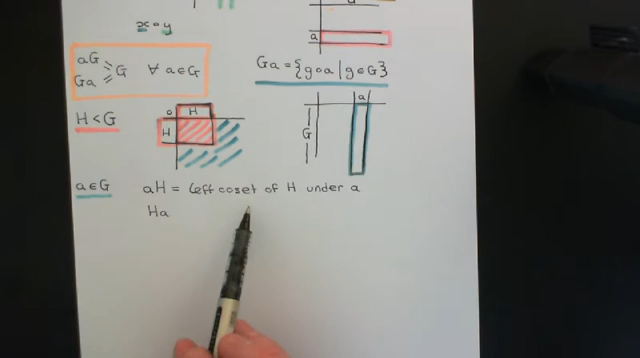 x∘y
a
aG = G
Ga = G ∀ a∈G
Ga = {g∘a | g∈G}
H < G
∘ H
H
a
G
a∈G aH = left coset of H under a
Ha